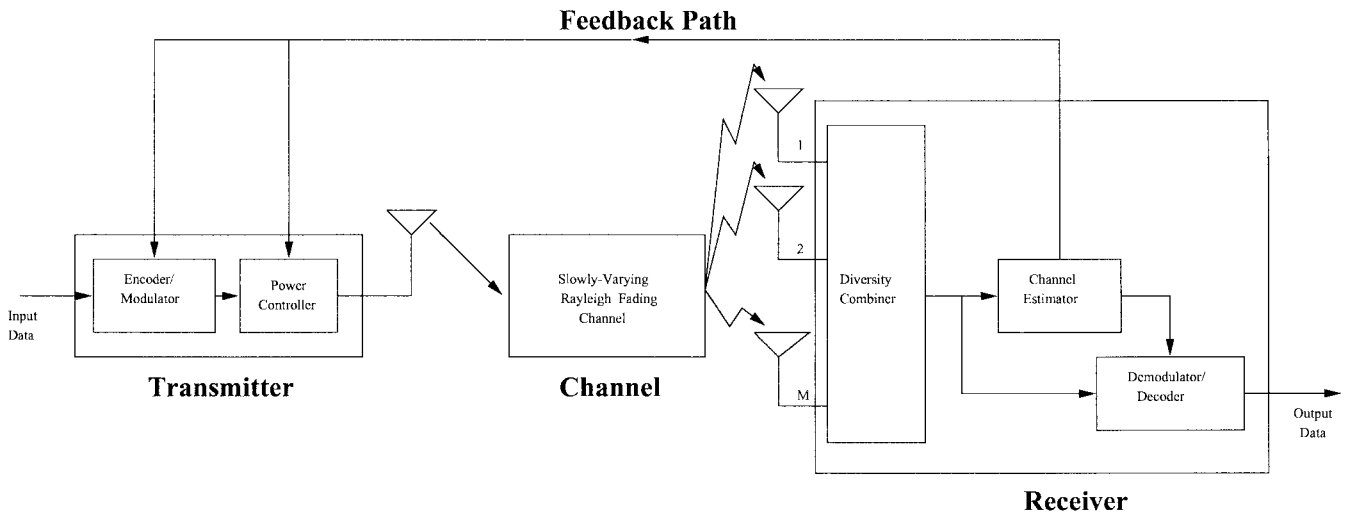 Feedback Path
1
2
M
Input
Data
Encoder/
Modulator
Power
Controller
Transmitter
Slowly-Varying
Rayleigh Fading
Channel
Channel
Diversity
Combiner
Channel
Estimator
Demodulator/
Decoder
Output
Data
Receiver